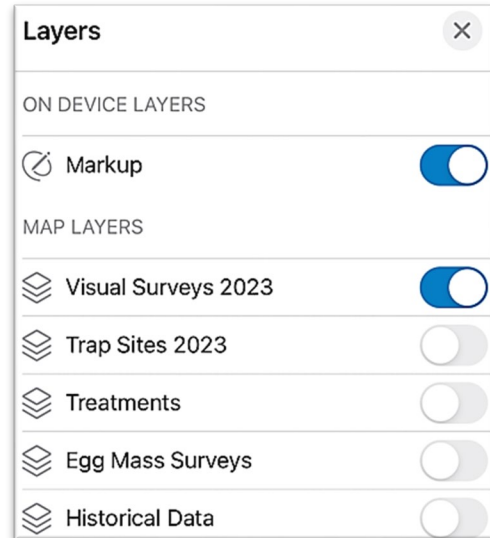 Layers
ON DEVICE LAYERS
Markup
MAP LAYERS
Visual Surveys 2023
Trap Sites 2023
Treatments
Egg Mass Surveys
Historical Data